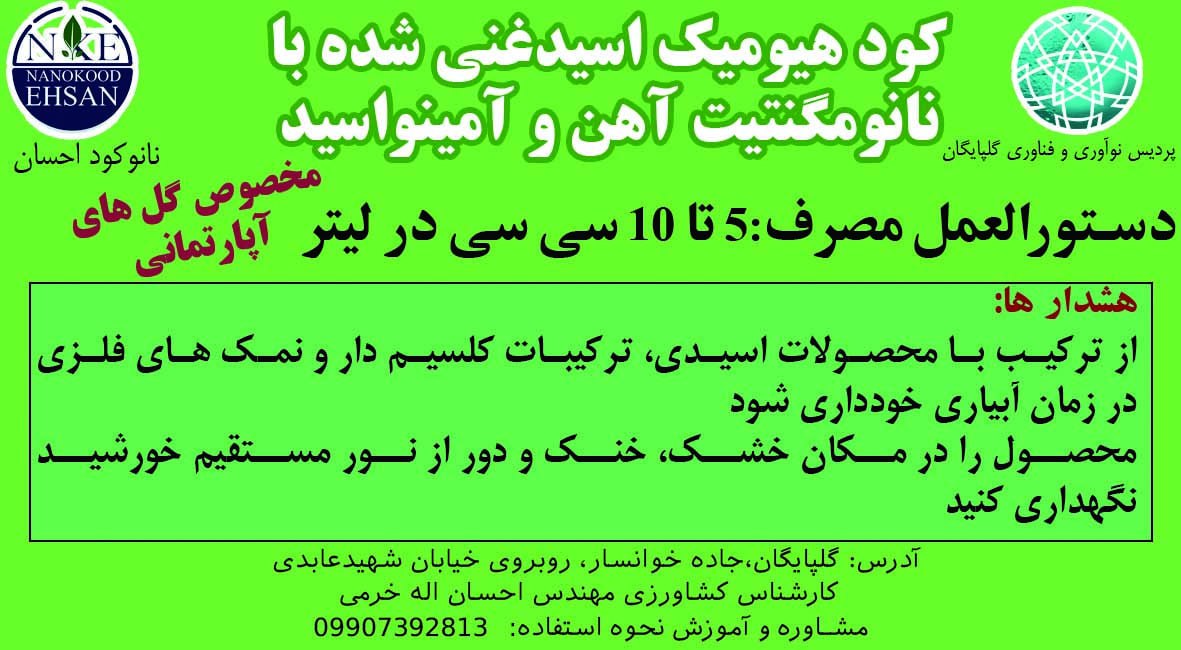 کود هیومیک اسیدغنی شده با
نانومگنتیت آهن و آمینواسید
NKE
NANOKOOD
EHSAN
نانوکود احسان
پردیس نوآوری و فناوری گلپایگان
مخصوص گل های
آپارتمانی
دستورالعمل مصرف:5 تا 10 سی سی در لیتر
هشدار ها:
از ترکیب با محصولات اسیدی، ترکیبات کلسیم دار و نمک های فلزی
در زمان آبیاری خودداری شود
محصول را در مکان خشک، خنک و دور از نور مستقیم خورشید
نگهداری کنید
آدرس: گلپایگان،جاده خوانسار، روبروی خیابان شهیدعابدی
کارشناس کشاورزی مهندس احسان اله خرمی
مشاوره و آموزش نحوه استفاده: 09907392813